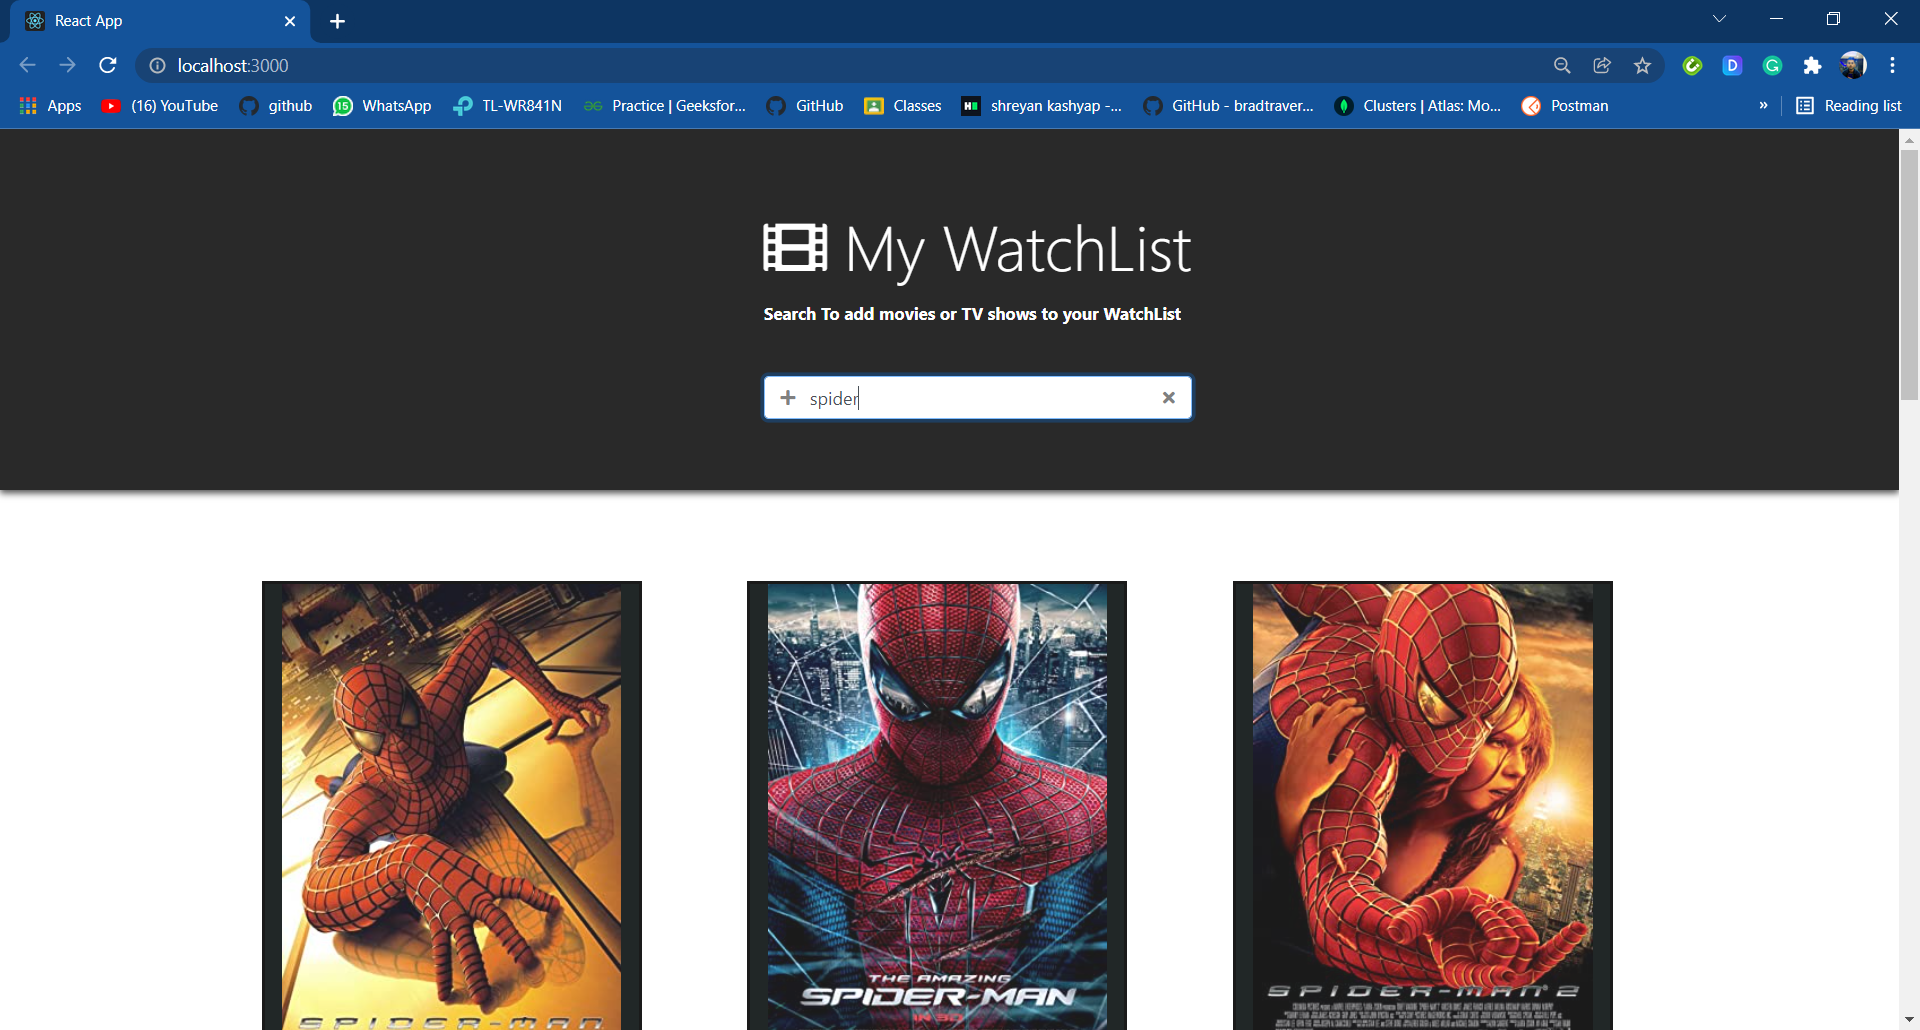 React App
localhost:3000
Apps (16) YouTube github 15 WhatsApp TL-WR841N Practice | Geeksfor... GitHub Classes shreyan kashyap -... GitHub - bradtraver... Clusters | Atlas: Mo... Postman » Reading list
My WatchList
Search To add movies or TV shows to your WatchList
spider
SPIDER-MAN
THE AMAZING
SPIDER-MAN
IN 3D
SPIDER-MAN 2